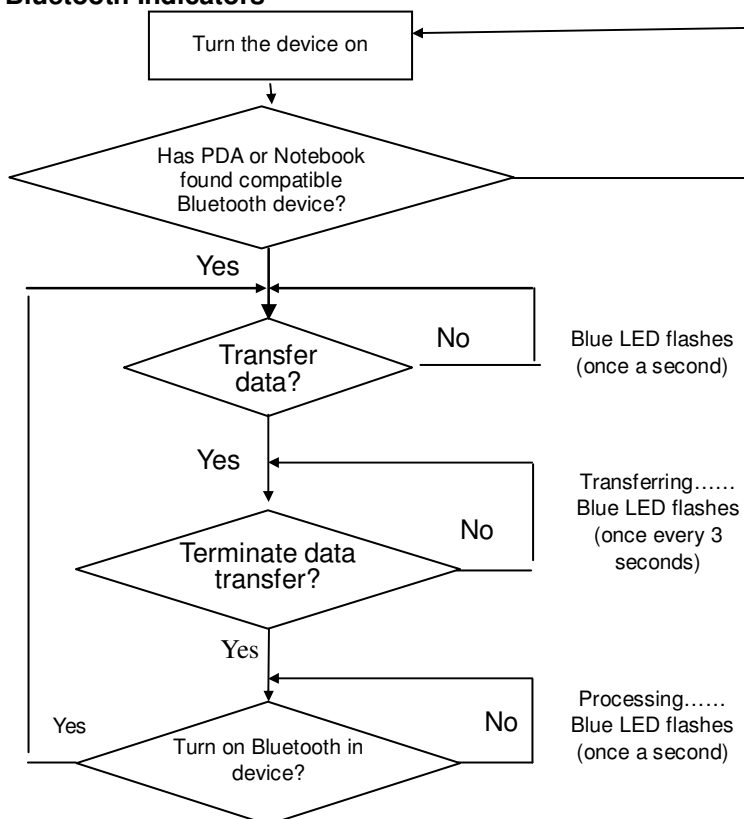 Bluetooth Indicators
Turn the device on
Has PDA or Notebook
found compatible
Bluetooth device?
Yes
Transfer
data?
No
Blue LED flashes
(once a second)
Yes
Terminate data
transfer?
No
Transferring……
Blue LED flashes
(once every 3
seconds)
Yes
Turn on Bluetooth in
device?
Yes
No
Processing……
Blue LED flashes
(once a second)